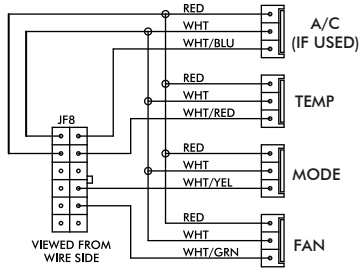 RED
WHT
WHT/BLU
A/C
(IF USED)
RED
WHT
WHT/RED
TEMP
JF8
RED
WHT
WHT/YEL
MODE
RED
WHT
WHT/GRN
FAN
VIEWED FROM
WIRE SIDE